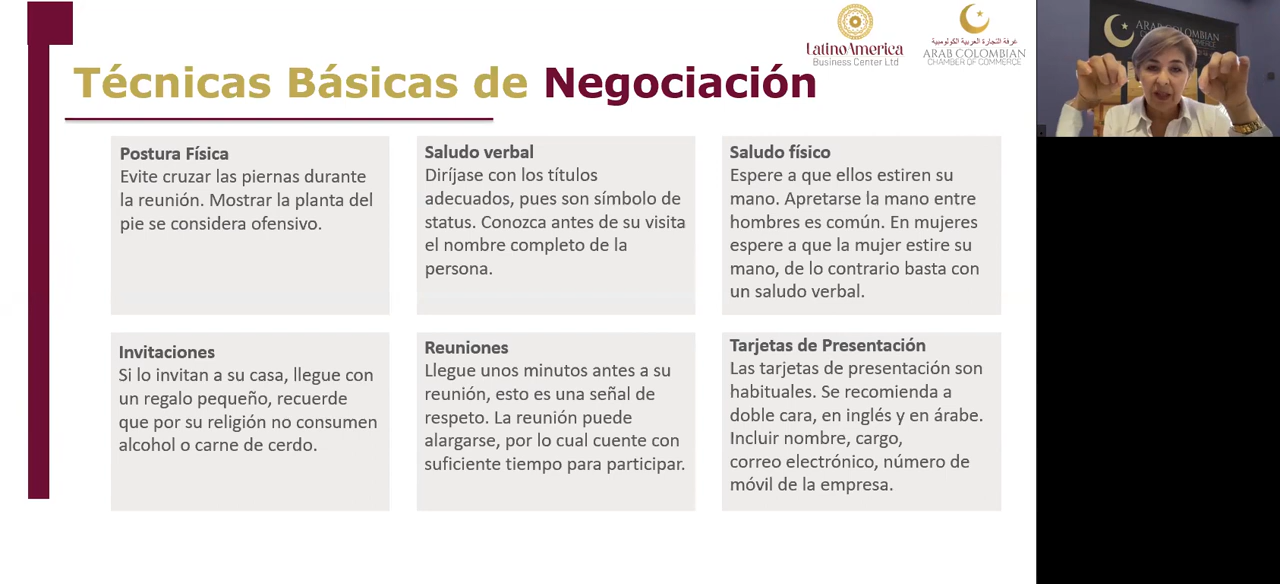 LatinoAmerica
Business Center Ltd
غرفة التجارة العربية الكولومبية
ARAB COLOMBIAN
CHAMBER OF COMMERCE
Técnicas Básicas de Negociación
Postura Física
Evite cruzar las piernas durante
la reunión. Mostrar la planta del
pie se considera ofensivo.
Saludo verbal
Diríjase con los títulos
adecuados, pues son símbolo de
status. Conozca antes de su visita
el nombre completo de la
persona.
Saludo físico
Espere a que ellos estiren su
mano. Apretarse la mano entre
hombres es común. En mujeres
espere a que la mujer estire su
mano, de lo contrario basta con
un saludo verbal.
Invitaciones
Si lo invitan a su casa, llegue con
un regalo pequeño, recuerde
que por su religión no consumen
alcohol o carne de cerdo.
Reuniones
Llegue unos minutos antes a su
reunión, esto es una señal de
respeto. La reunión puede
alargarse, por lo cual cuente con
suficiente tiempo para participar.
Tarjetas de Presentación
Las tarjetas de presentación son
habituales. Se recomienda a
doble cara, en inglés y en árabe.
Incluir nombre, cargo,
correo electrónico, número de
móvil de la empresa.
ARAB COLOMBIAN